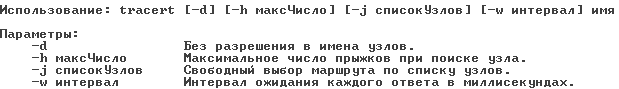 Использование: tracert [-d] [-h максЧисло] [-j списокУзлов] [-w интервал] имя
Параметры:
-d Без разрешения в имена узлов.
-h максЧисло Максимальное число прыжков при поиске узла.
-j списокУзлов Свободный выбор маршрута по списку узлов.
-w интервал Интервал ожидания каждого ответа в миллисекундах.